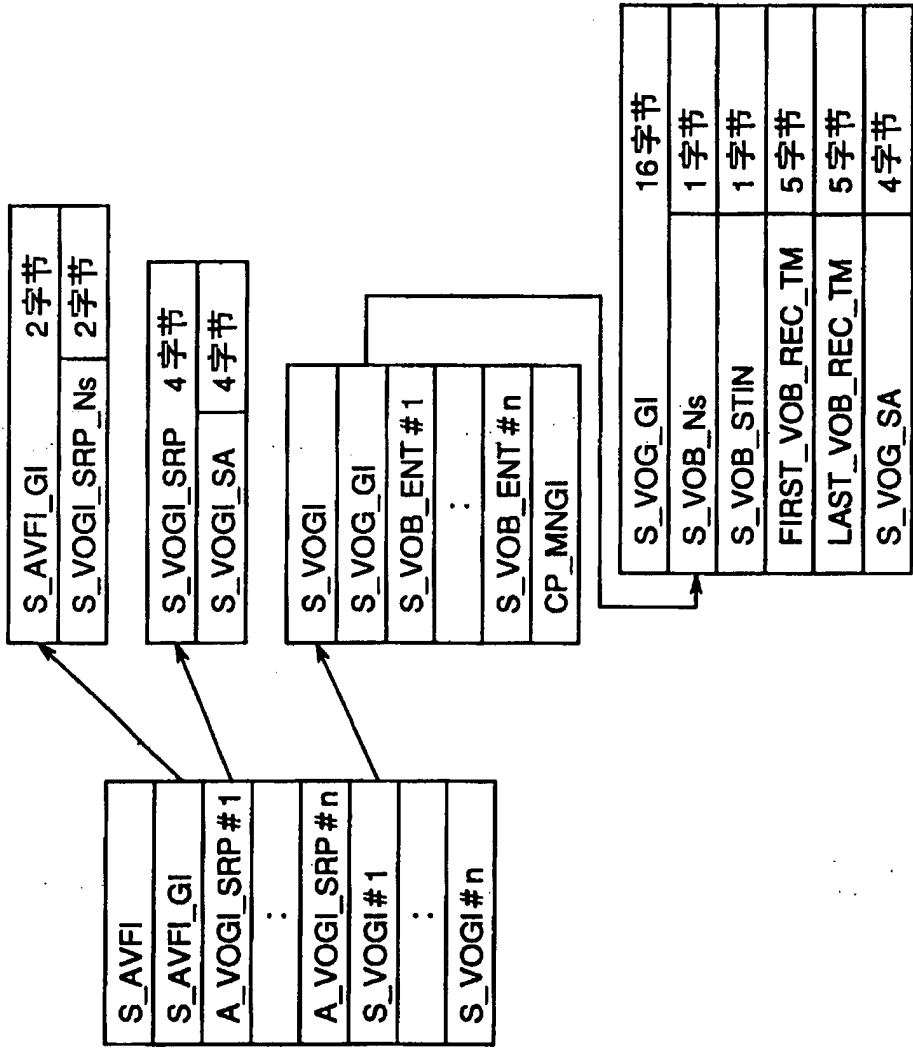 S_AVFI
S_AVFI_GI
A_VOGI_SRP#1
:
A_VOGI_SRP#n
S_VOGI#1
:
S_VOGI#n
S_AVFI_GI 2字节
S_VOGI_SRP_Ns 2字节
S_VOGI_SRP 4字节
S_VOGI_SA 4字节
S_VOGI
S_VOG_GI
S_VOB_ENT#1
:
S_VOB_ENT#n
CP_MNGI
S_VOG_GI 16字节
S_VOB_Ns 1字节
S_VOB_STIN 1字节
FIRST_VOB_REC_TM 5字节
LAST_VOB_REC_TM 5字节
S_VOG_SA 4字节